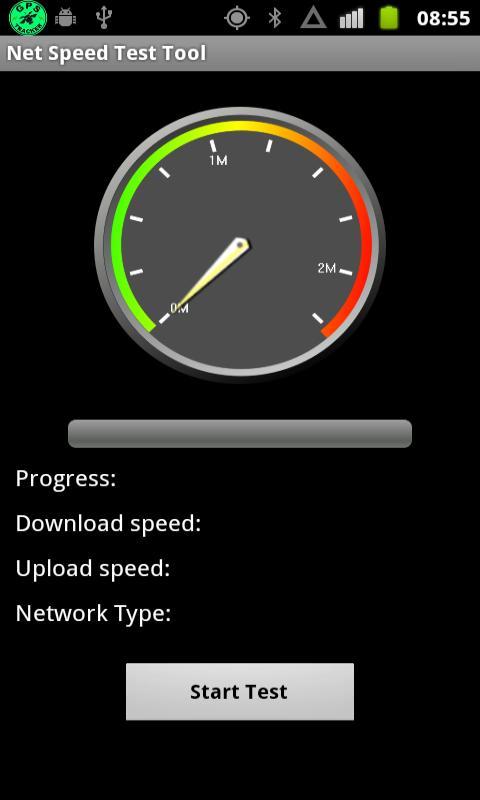 GPS
TRACKER
08:55
Net Speed Test Tool
1M
2M
0M
Progress:
Download speed:
Upload speed:
Network Type:
Start Test